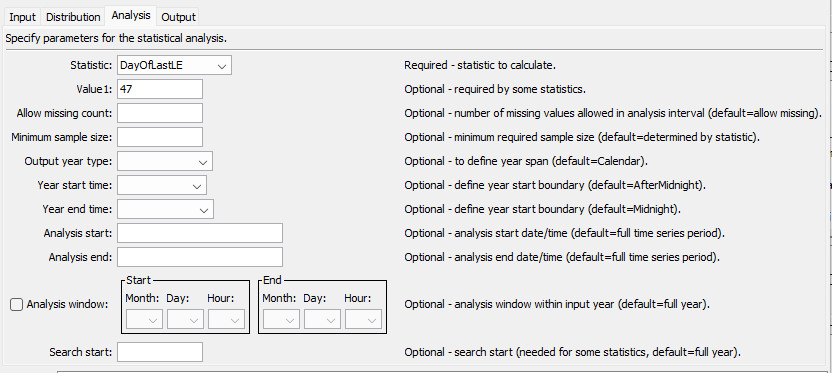 Input Distribution Analysis Output
Specify parameters for the statistical analysis.
Statistic: DayOfLastLE Required - statistic to calculate.
Value1: 47 Optional - required by some statistics.
Allow missing count: Optional - number of missing values allowed in analysis interval (default=allow missing).
Minimum sample size: Optional - minimum required sample size (default=determined by statistic).
Output year type: Optional - to define year span (default=Calendar).
Year start time: Optional - define year start boundary (default=AfterMidnight).
Year end time: Optional - define year start boundary (default=Midnight).
Analysis start: Optional - analysis start date/time (default=full time series period).
Analysis end: Optional - analysis end date/time (default=full time series period).
Start End
Month: Day: Hour: Month: Day: Hour:
Analysis window: Optional - analysis window within input year (default=full year).
Search start: Optional - search start (needed for some statistics, default=full year).